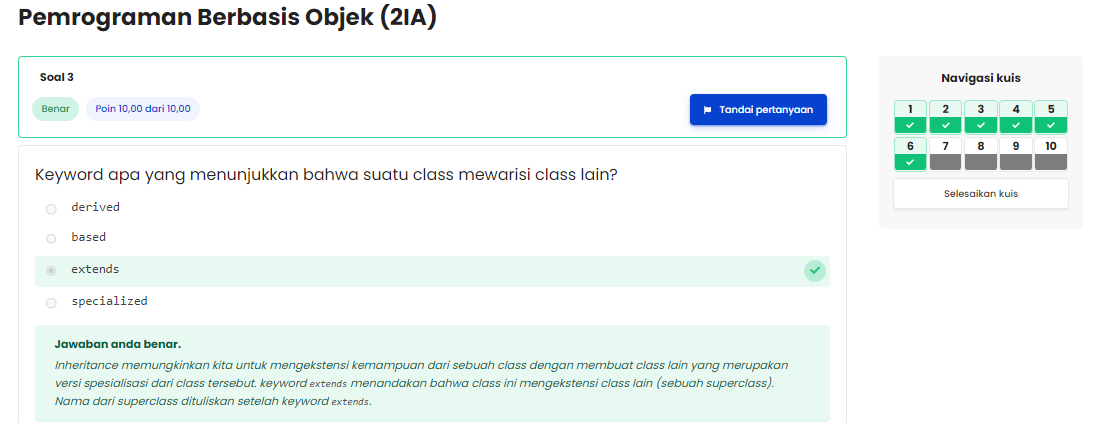 Pemrograman Berbasis Objek (2IA)
Soal 3
Benar
Poin 10,00 dari 10,00
Tandai pertanyaan
Keyword apa yang menunjukkan bahwa suatu class mewarisi class lain?
derived
based
extends
specialized
Jawaban anda benar.
Inheritance memungkinkan kita untuk mengekstensi kemampuan dari sebuah class dengan membuat class lain yang merupakan
versi spesialisasi dari class tersebut. keyword extends menandakan bahwa class ini mengekstensi class lain (sebuah superclass).
Nama dari superclass dituliskan setelah keyword extends.
Navigasi kuis
1 2 3 4 5
6 7 8 9 10
Selesaikan kuis